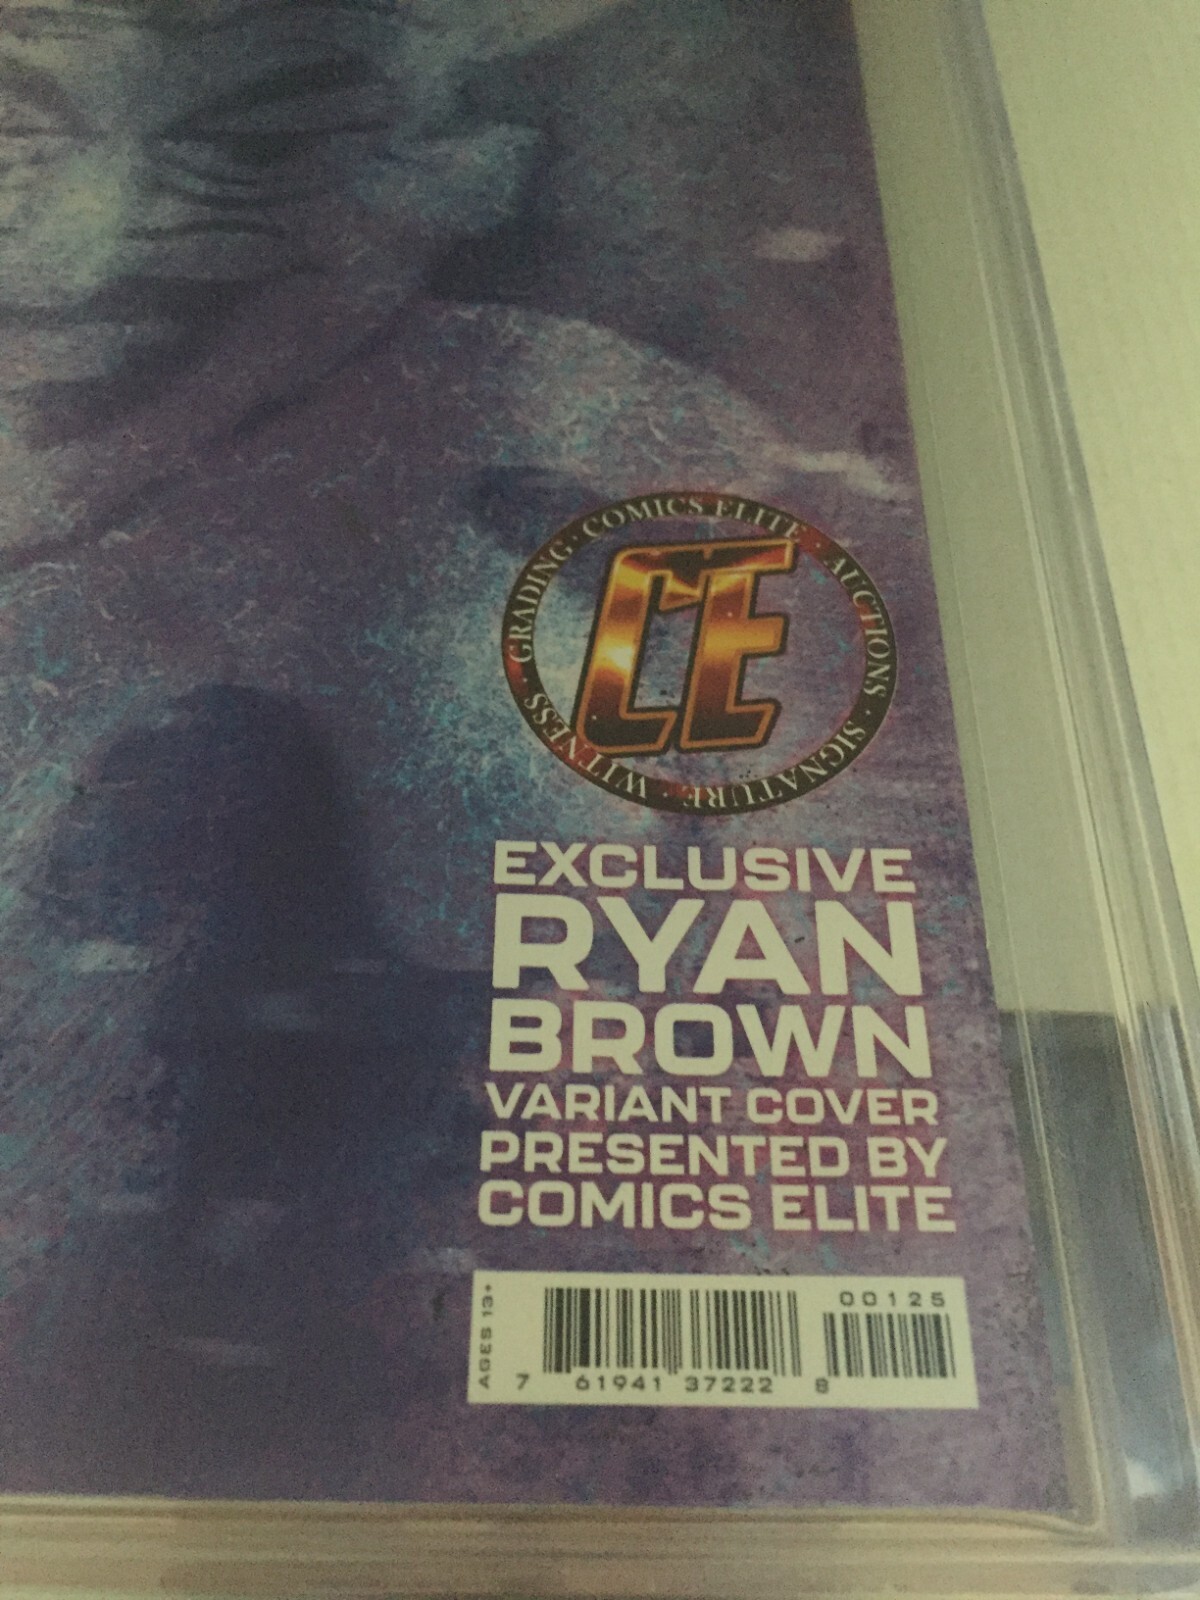 COMICS ELITE · AUCTIONS · SIGNATURE · WITNESS · GRADING ·
CE
EXCLUSIVE
RYAN
BROWN
VARIANT COVER
PRESENTED BY
COMICS ELITE
AGES 13+
00125
7 61941 37222 8